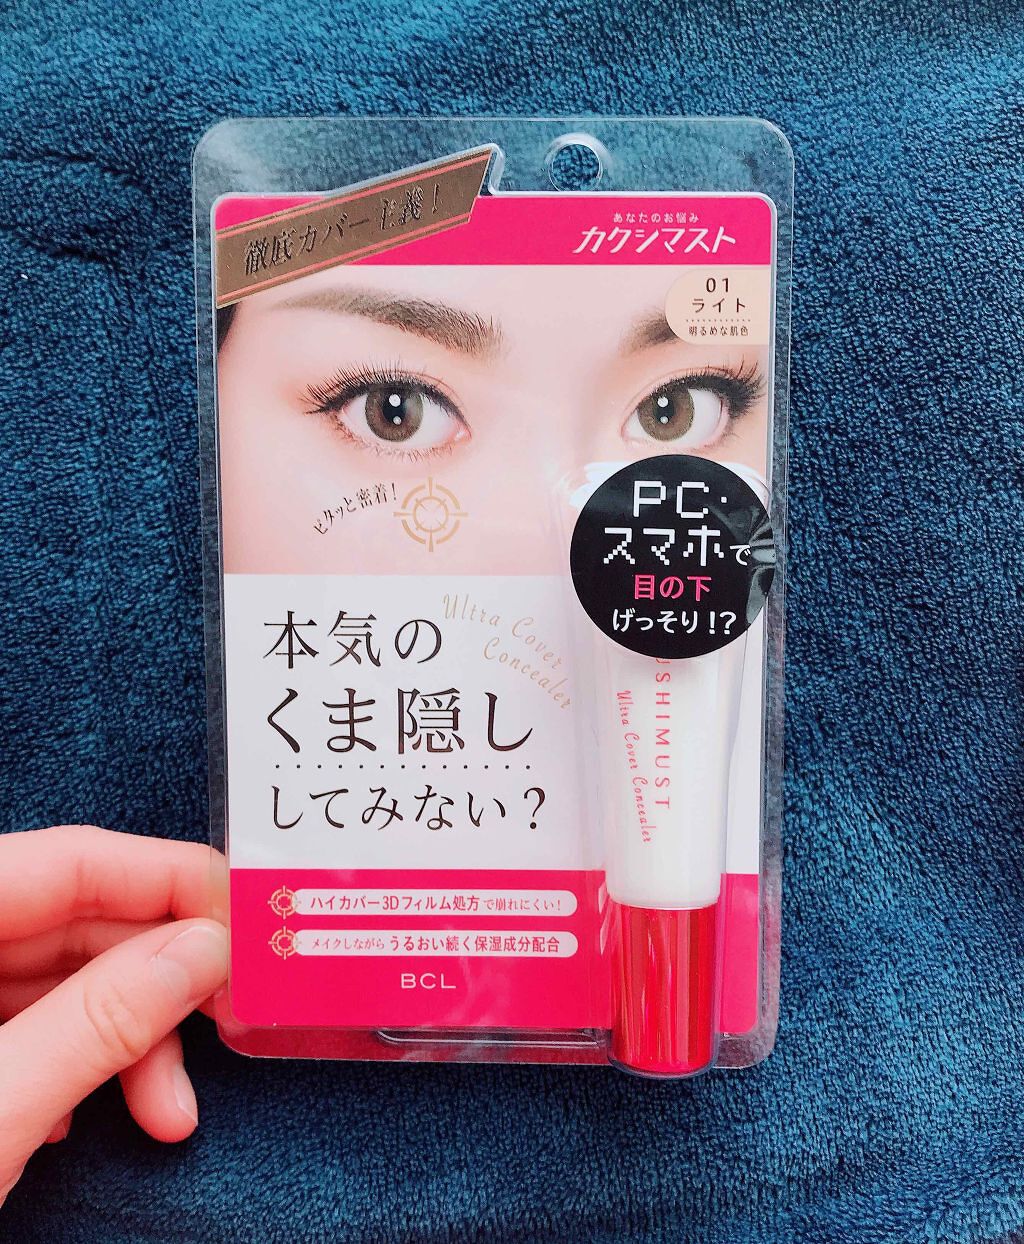 徹底カバー主義！
あなたのお悩み
カクシマスト
01
ライト
明るめな肌色
ピタッと密着！
PC・
スマホで
目の下
げっそり!?
Ultra Cover
Concealer
本気の
くま隠し
してみない？
USHIMUST
Ultra Cover Concealer
ハイカバー3Dフィルム処方で崩れにくい！
メイクしながらうるおい続く保湿成分配合
BCL